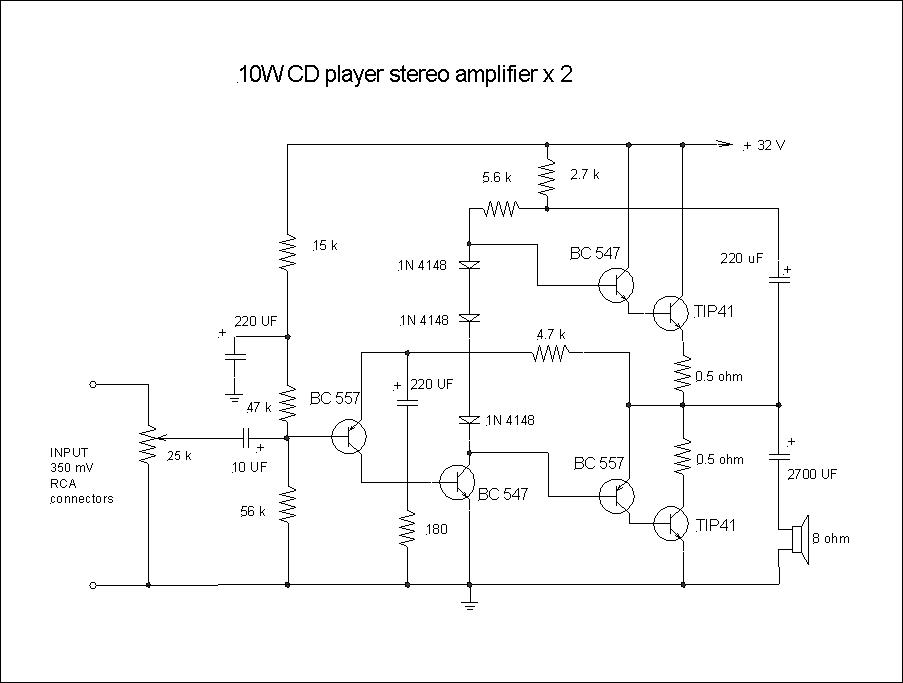 .10W CD player stereo amplifier x 2
.+ 32 V
5.6 k
2.7 k
.15 k
BC 547
.1N 4148
220 uF
+
.TIP41
+
220 UF
.1N 4148
4.7 k
0.5 ohm
+
220 UF
BC 557
.47 k
.1N 4148
+
INPUT
350 mV
RCA
connectors
.25 k
+
.10 UF
BC 557
0.5 ohm
2700 UF
BC 547
56 k
.180
.TIP41
8 ohm